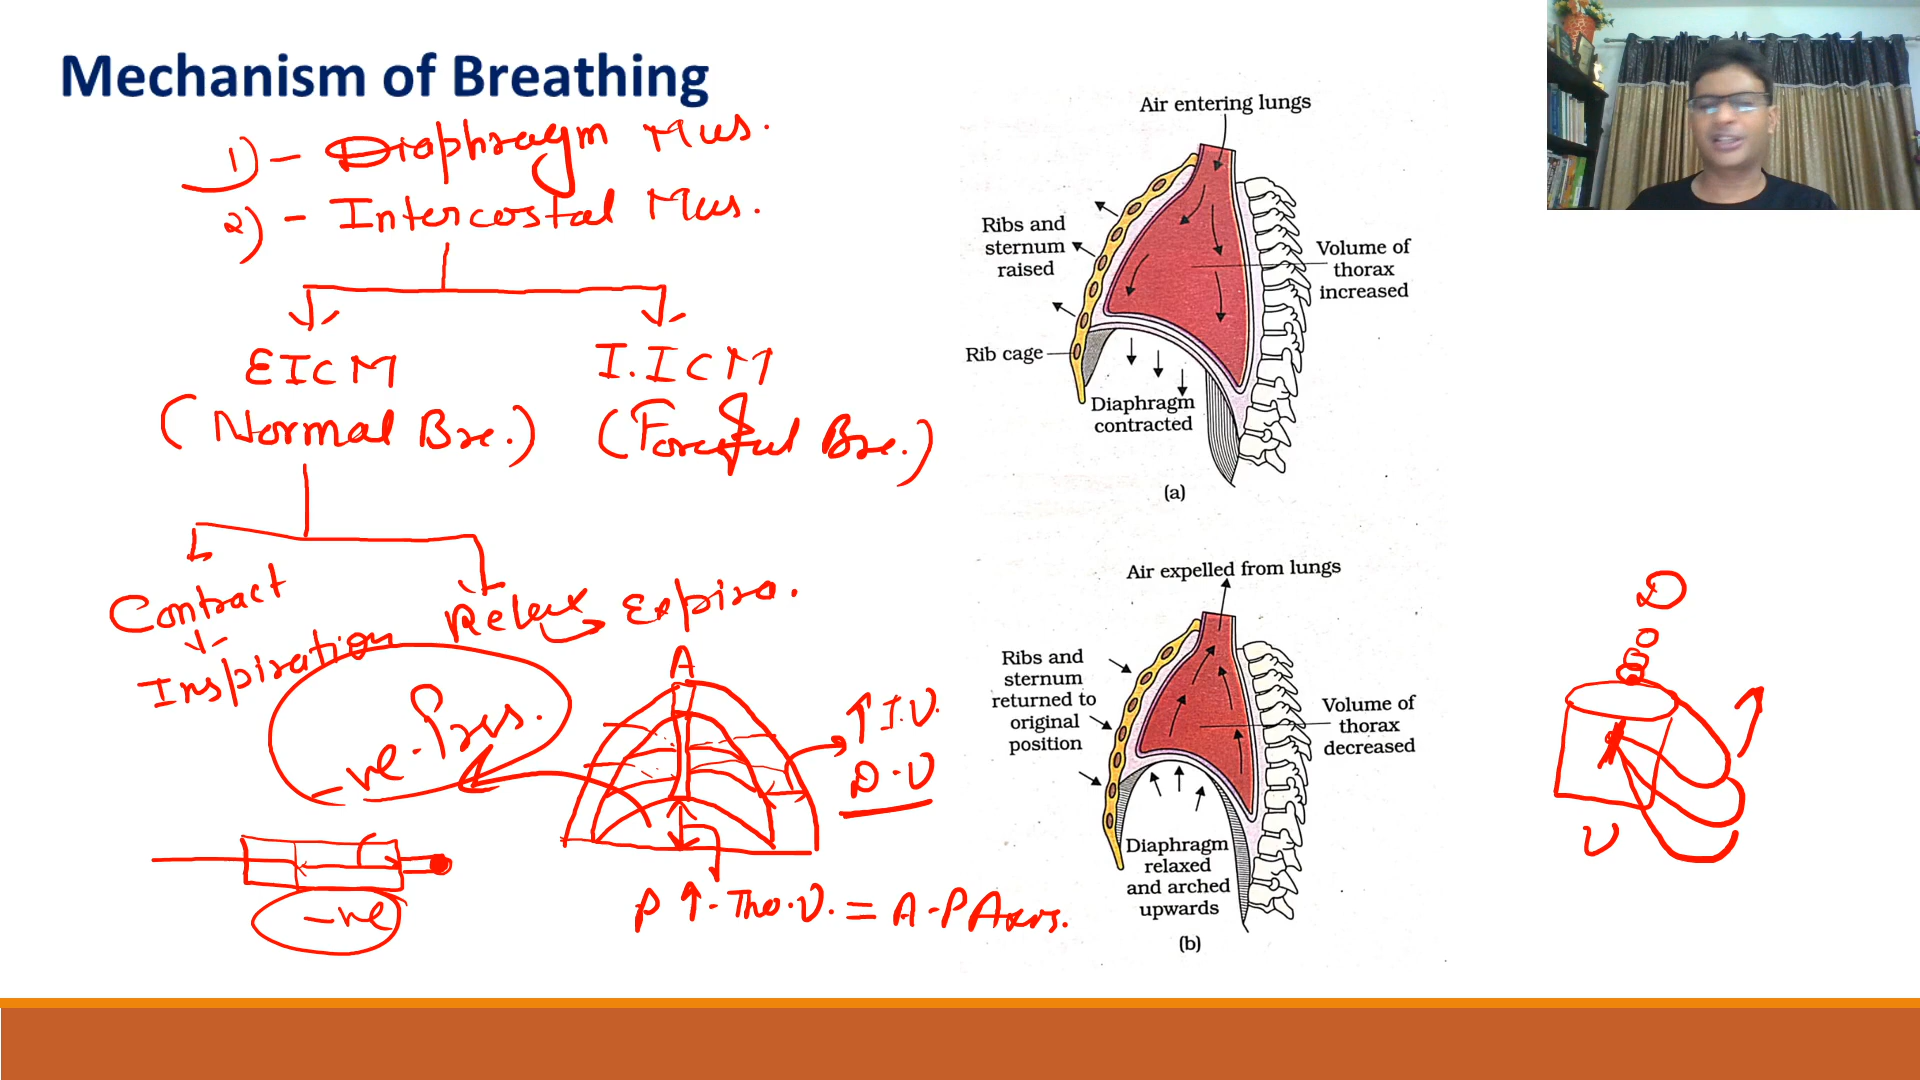 Mechanism of Breathing
1) - Diaphragm Mus.
2) - Intercostal Mus.
EICM
(Normal Bre.)
I.ICM
(Forceful Bre.)
Contract
Inspiration
Relax Expira.
-ve Pres.
A
↑ I.V.
D.V
-ve
P ↑- Tho.V. = A-P Axis.
Air entering lungs
Ribs and
sternum
raised
Volume of
thorax
increased
Rib cage
Diaphragm
contracted
(a)
Air expelled from lungs
Ribs and
sternum
returned to
original
position
Volume of
thorax
decreased
Diaphragm
relaxed
and arched
upwards
(b)
D
V